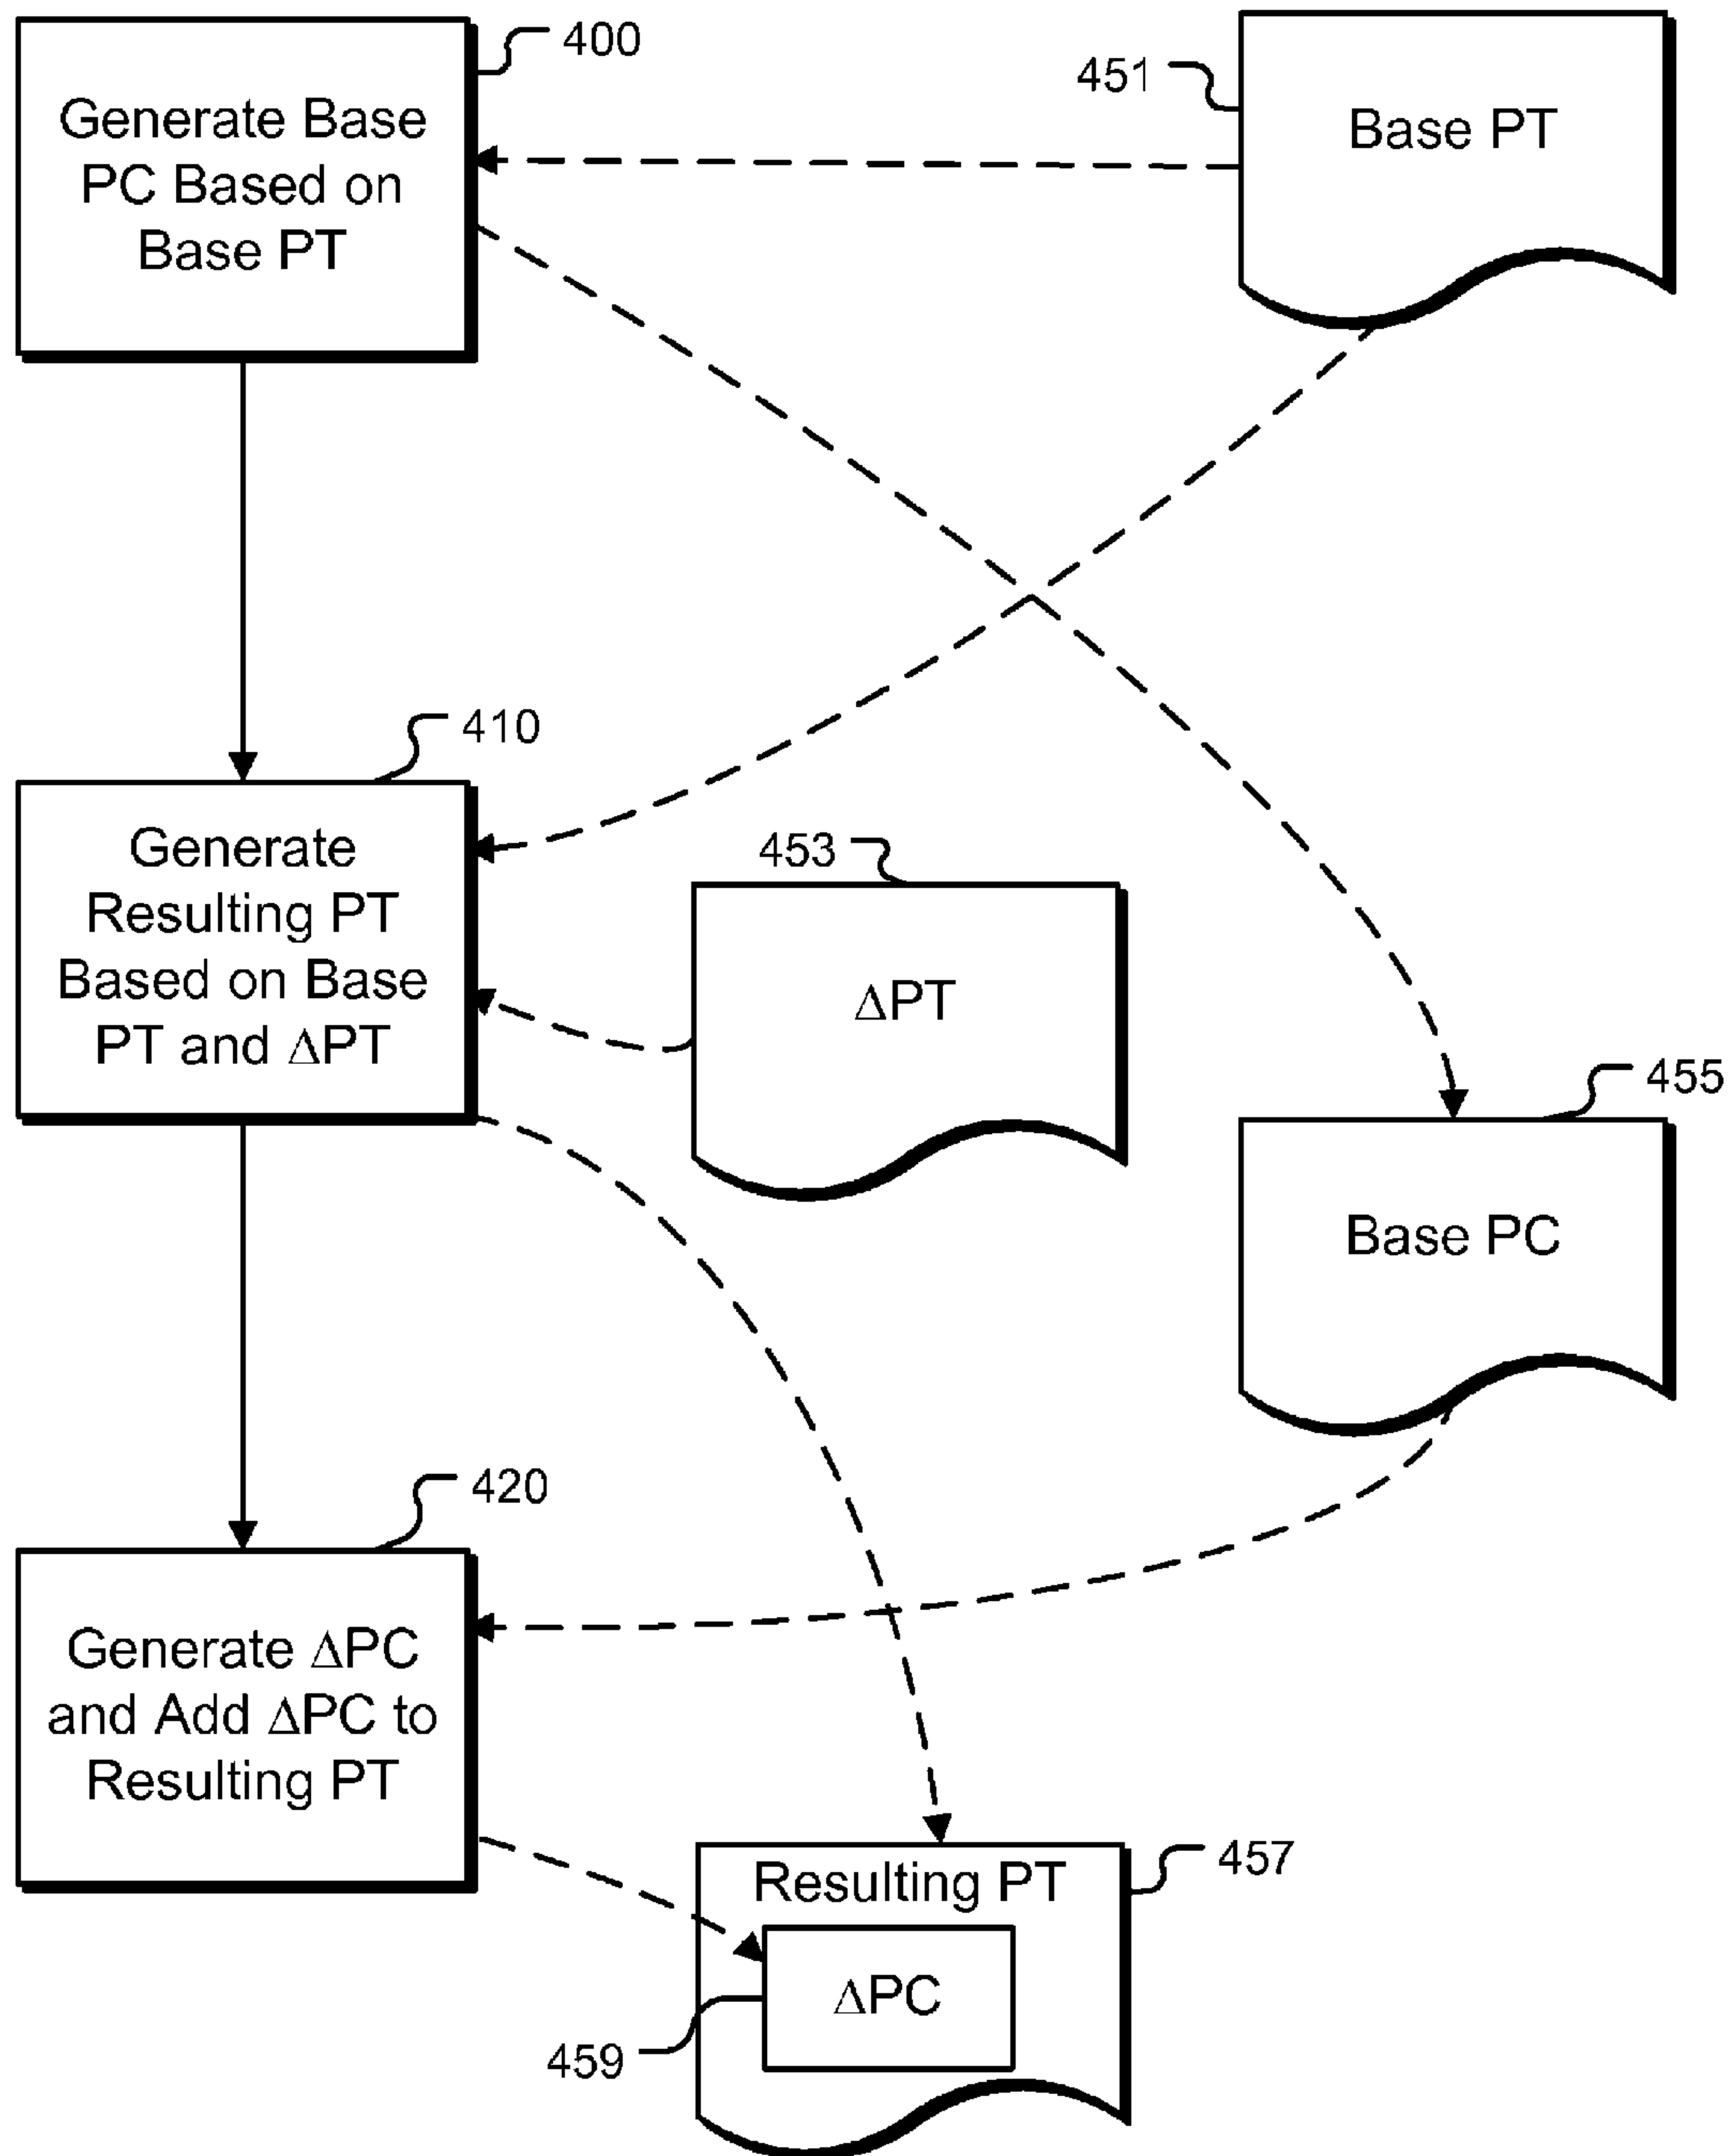 400
Generate Base
PC Based on
Base PT
451
Base PT
410
Generate
Resulting PT
Based on Base
PT and ΔPT
453
ΔPT
455
Base PC
420
Generate ΔPC
and Add ΔPC to
Resulting PT
457
Resulting PT
ΔPC
459